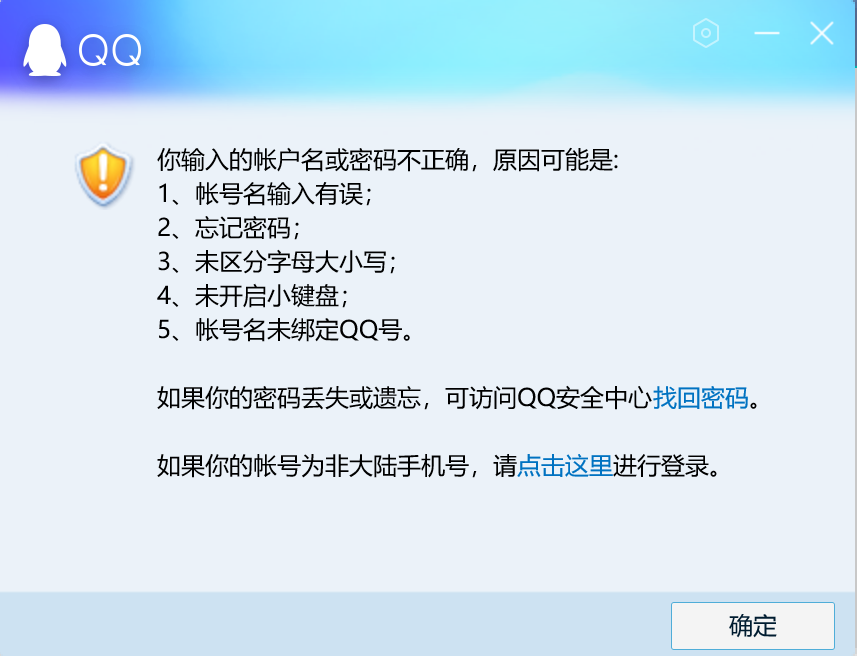 QQ
你输入的帐户名或密码不正确，原因可能是:
1、帐号名输入有误；
2、忘记密码；
3、未区分字母大小写；
4、未开启小键盘；
5、帐号名未绑定QQ号。
如果你的密码丢失或遗忘，可访问QQ安全中心找回密码。
如果你的帐号为非大陆手机号，请点击这里进行登录。
确定